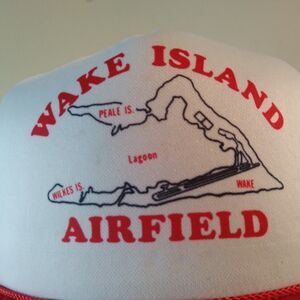 WAKE ISLAND
PEALE IS.
Lagoon
WILKES IS.
WAKE
AIRFIELD